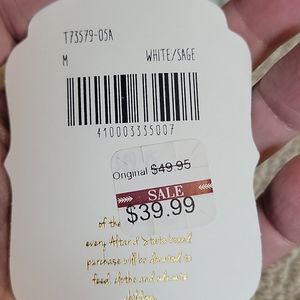 T73579-05A
M WHITE/SAGE
410003335007
Original $49.95
SALE
$39.99
of the
every Altar'd State brand
purchase will be donated to
feed, clothe and educate
children